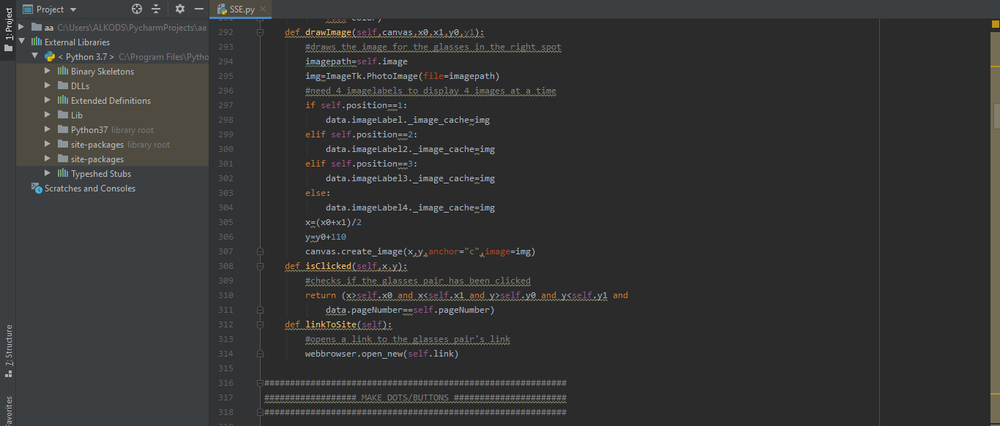 Project
SSE.py
1: Project
aa C:\Users\ALKODS\PycharmProjects\aa
External Libraries
< Python 3.7 > C:\Program Files\Pytho
Binary Skeletons
DLLs
Extended Definitions
Lib
Python37 library root
site-packages library root
site-packages
Typeshed Stubs
Scratches and Consoles
7: Structure
avorites
292 def drawImage(self,canvas,x0,x1,y0,y1):
293 #draws the image for the glasses in the right spot
294 imagepath=self.image
295 img=ImageTk.PhotoImage(file=imagepath)
296 #need 4 imagelabels to display 4 images at a time
297 if self.position==1:
298 data.imageLabel._image_cache=img
299 elif self.position==2:
300 data.imageLabel2._image_cache=img
301 elif self.position==3:
302 data.imageLabel3._image_cache=img
303 else:
304 data.imageLabel4._image_cache=img
305 x=(x0+x1)/2
306 y=y0+110
307 canvas.create_image(x,y,anchor="c",image=img)
308 def isClicked(self,x,y):
309 #checks if the glasses pair has been clicked
310 return (x>self.x0 and x<self.x1 and y>self.y0 and y<self.y1 and
311 data.pageNumber==self.pageNumber)
312 def linkToSite(self):
313 #opens a link to the glasses pair's link
314 webbrowser.open_new(self.link)
315
316 ###########################################################
317 ################## MAKE DOTS/BUTTONS ######################
318 ###########################################################